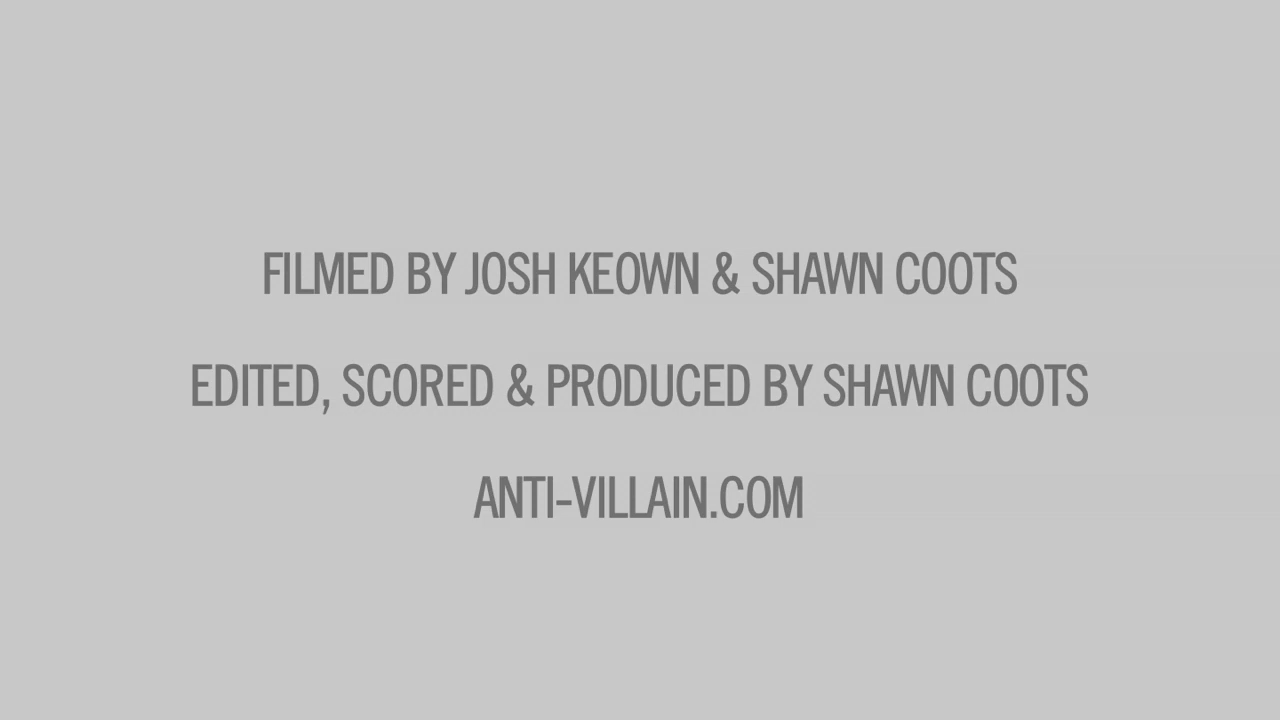 FILMED BY JOSH KEOWN & SHAWN COOTS
EDITED, SCORED & PRODUCED BY SHAWN COOTS
ANTI-VILLAIN.COM